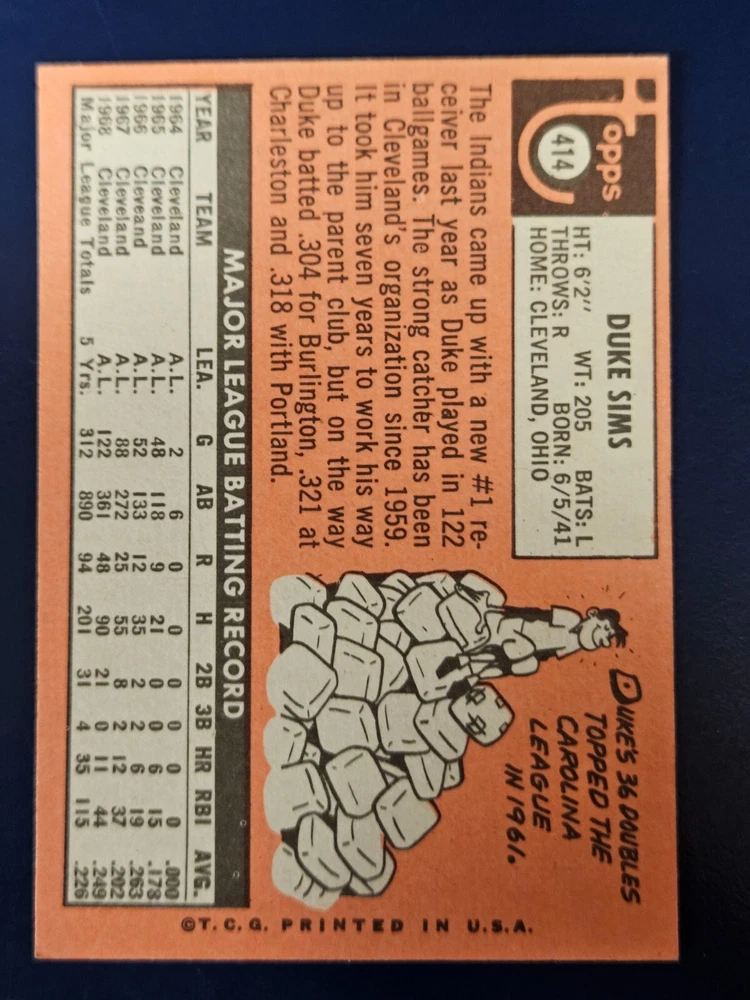 Topps
414
DUKE SIMS
HT: 6'2'' WT: 205 BATS: L
THROWS: R BORN: 6/5/41
HOME: CLEVELAND, OHIO
The Indians came up with a new #1 re-
ceiver last year as Duke played in 122
ballgames. The strong catcher has been
in Cleveland's organization since 1959.
It took him seven years to work his way
up to the parent club, but on the way
Duke batted .304 for Burlington, .321 at
Charleston and .318 with Portland.
DUKE'S 36 DOUBLES
TOPPED THE
CAROLINA
LEAGUE
IN 1961.
MAJOR LEAGUE BATTING RECORD
YEAR TEAM LEA. G AB R H 2B 3B HR RBI AVG.
1964 Cleveland A.L. 2 6 0 0 0 0 0 0 .000
1965 Cleveland A.L. 48 118 9 21 0 0 6 15 .178
1966 Cleveand A.L. 52 133 12 35 2 2 6 19 .263
1967 Cleveland A.L. 88 272 25 55 8 2 12 37 .202
1968 Cleveland A.L. 122 361 48 90 21 0 11 44 .249
Major League Totals 5 Yrs. 312 890 94 201 31 4 35 115 .226
©T.C.G. PRINTED IN U.S.A.